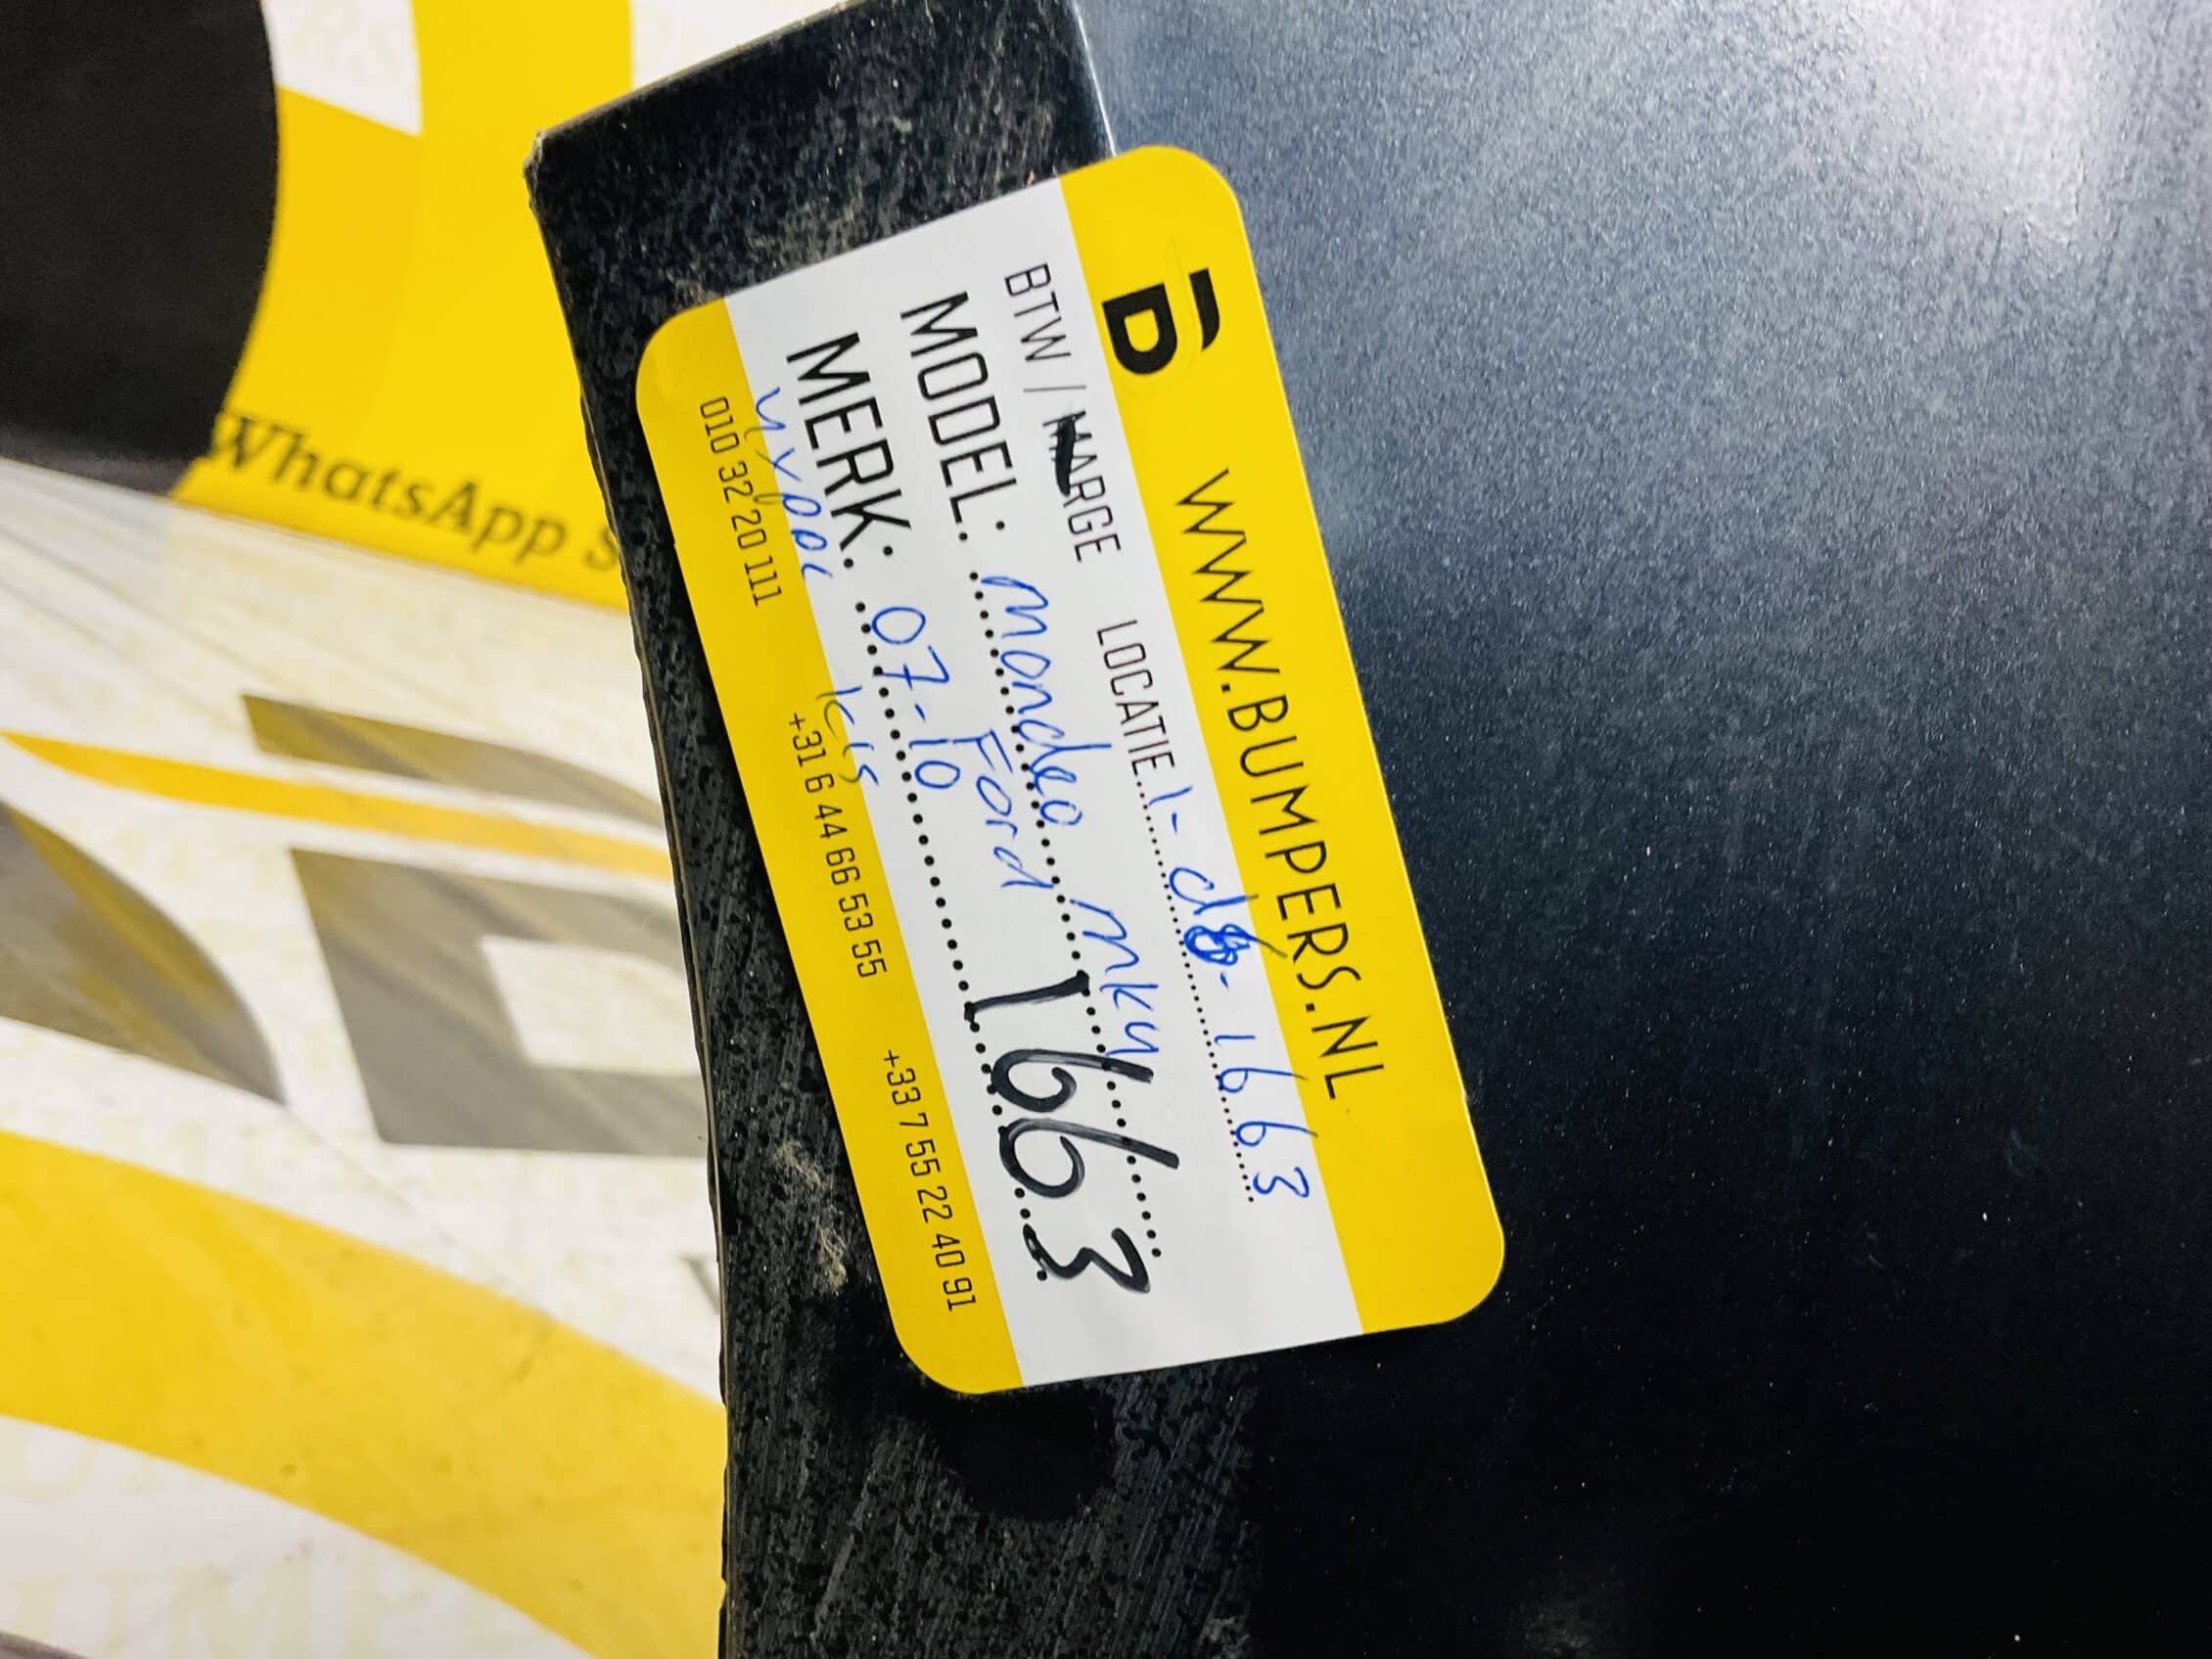 WWW.BUMPERS.NL
BTW / MARGE LOCATIE 1-d8-1663
MODEL: mondeo mk4
Ford
MERK: 07-10 1663
010 32 20 111 +31 6 44 66 53 55 +33 7 55 22 40 91
WhatsApp